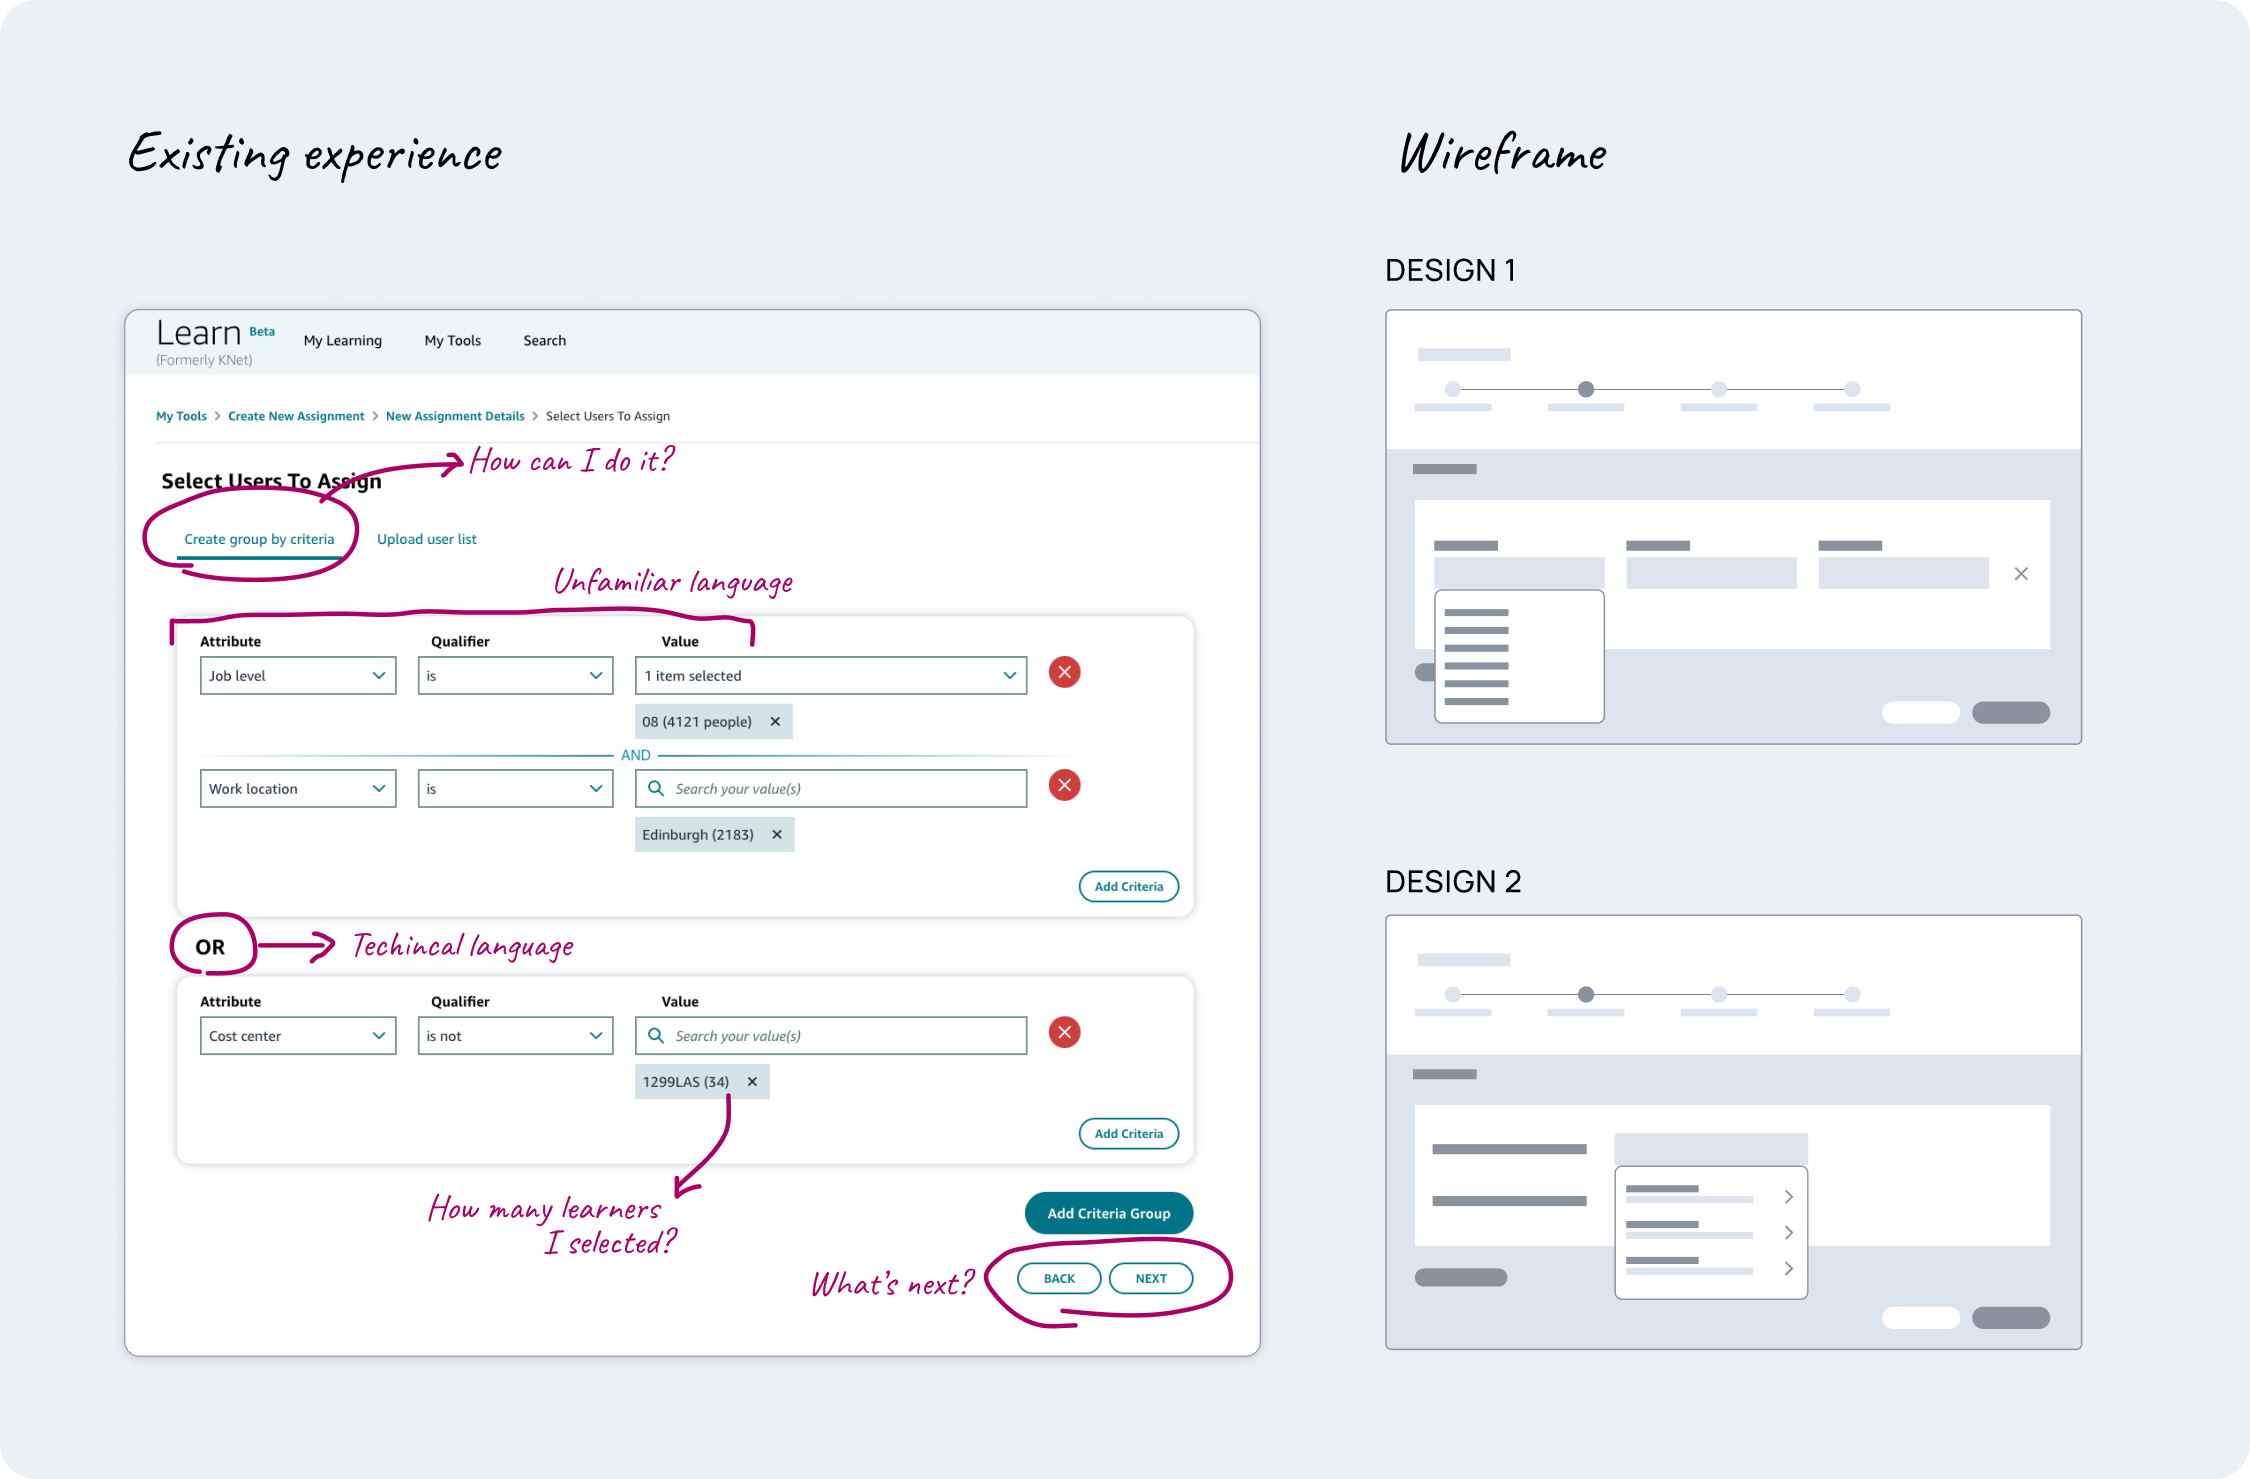 Existing experience
Wireframe
DESIGN 1
Learn Beta
(Formerly KNet)
My Learning
My Tools
Search
My Tools > Create New Assignment > New Assignment Details > Select Users To Assign
How can I do it?
Select Users To Assign
Create group by criteria
Upload user list
Unfamiliar language
Attribute Qualifier Value
Job level is 1 item selected
08 (4121 people) ×
AND
Work location is Search your value(s)
Edinburgh (2183) ×
Add Criteria
OR
Techincal language
Attribute Qualifier Value
Cost center is not Search your value(s)
1299LAS (34) ×
Add Criteria
How many learners
I selected?
Add Criteria Group
What's next?
BACK NEXT
DESIGN 2